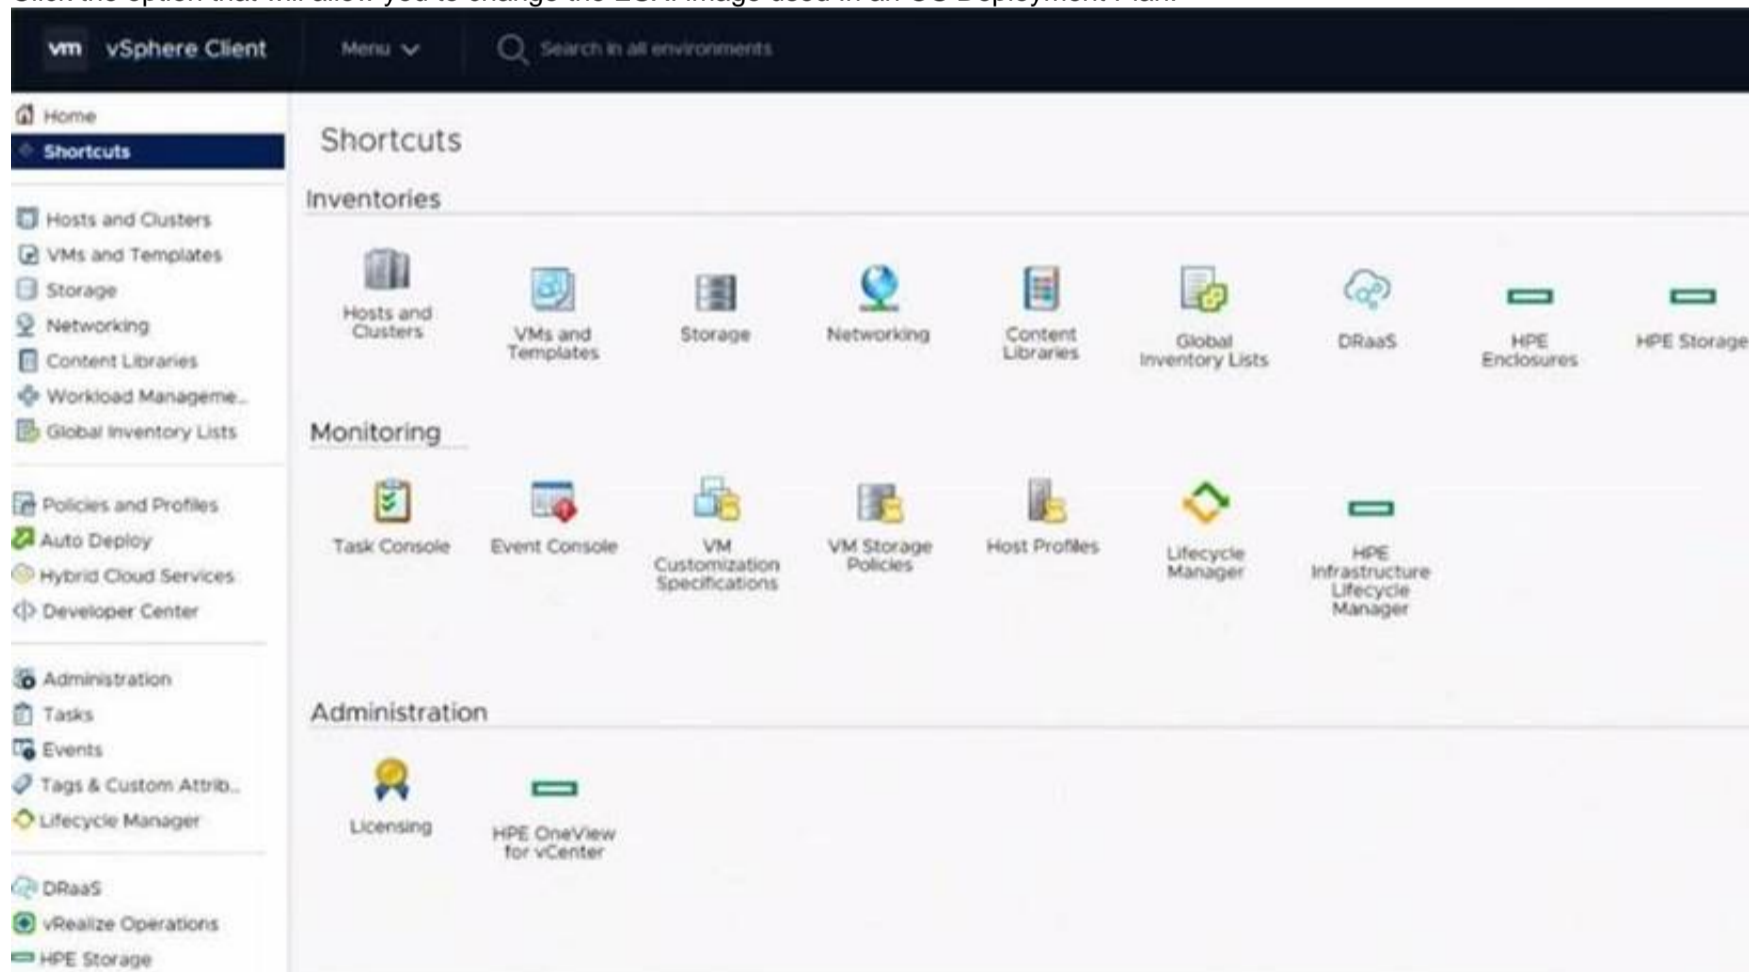 vm vSphere Client Menu Search in all environments
Home
Shortcuts
Hosts and Clusters
VMs and Templates
Storage
Networking
Content Libraries
Workload Manageme...
Global Inventory Lists
Policies and Profiles
Auto Deploy
Hybrid Cloud Services
Developer Center
Administration
Tasks
Events
Tags & Custom Attrib...
Lifecycle Manager
DRaaS
vRealize Operations
HPE Storage
Shortcuts
Inventories
Hosts and
Clusters
VMs and
Templates
Storage
Networking
Content
Libraries
Global
Inventory Lists
DRaaS
HPE
Enclosures
HPE Storage
Monitoring
Task Console
Event Console
VM
Customization
Specifications
VM Storage
Policies
Host Profiles
Lifecycle
Manager
HPE
Infrastructure
Lifecycle
Manager
Administration
Licensing
HPE OneView
for vCenter